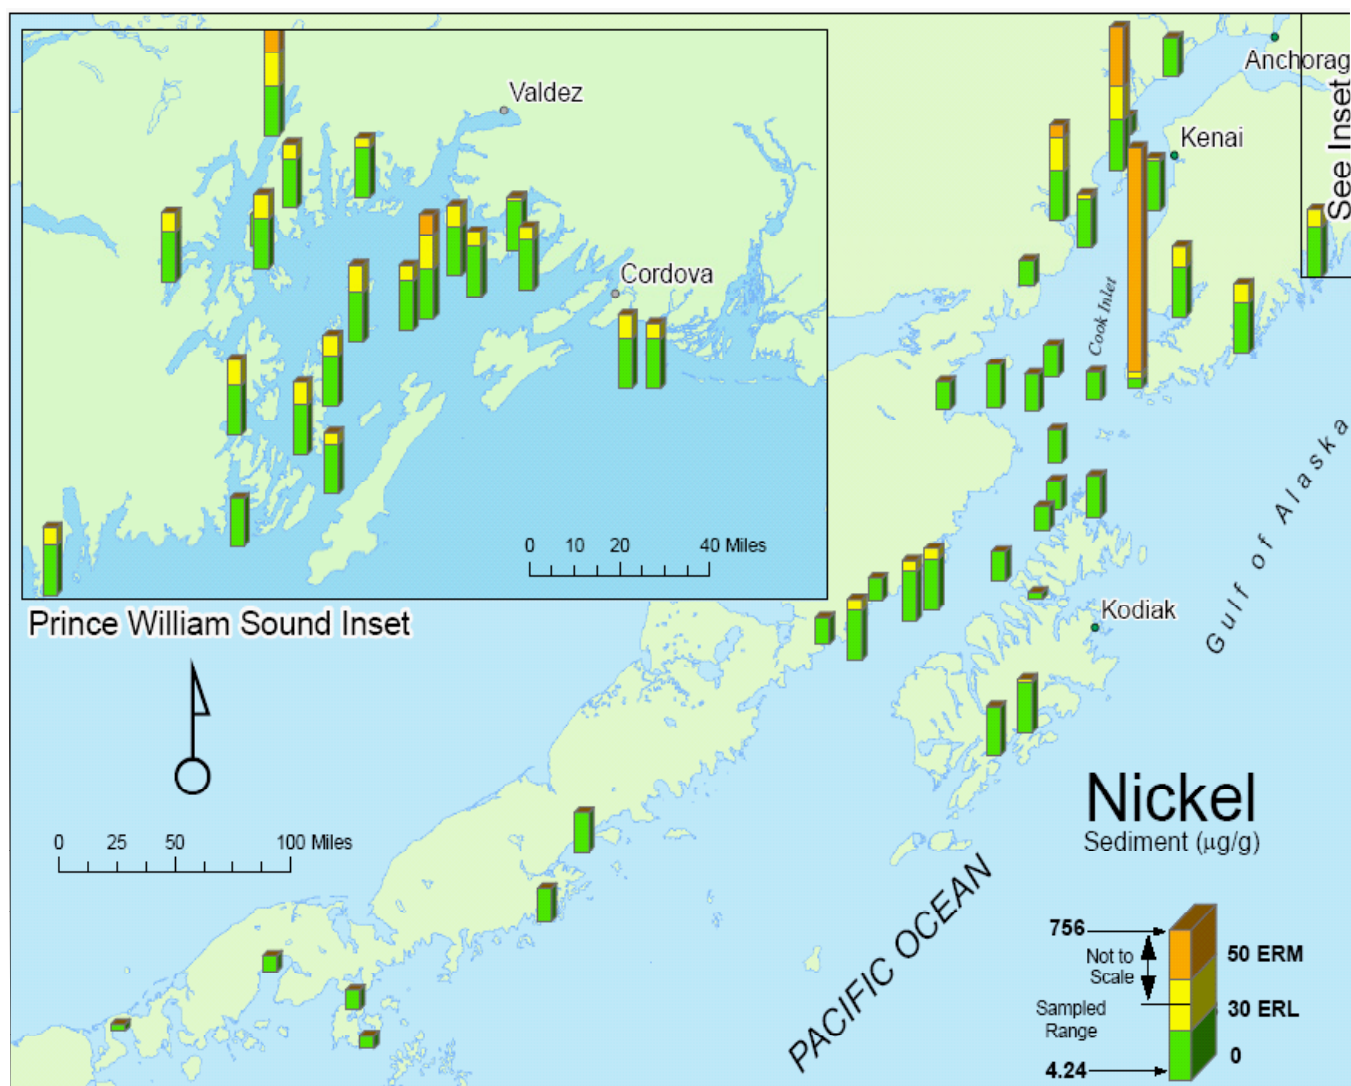 Anchorag
See Inset
Valdez
Kenai
Cordova
Cook Inlet
0 10 20 40 Miles
Prince William Sound Inset
Kodiak
Gulf of Alaska
0 25 50 100 Miles
PACIFIC OCEAN
Nickel
Sediment (µg/g)
756
Not to
Scale
50 ERM
Sampled
Range
30 ERL
4.24
0